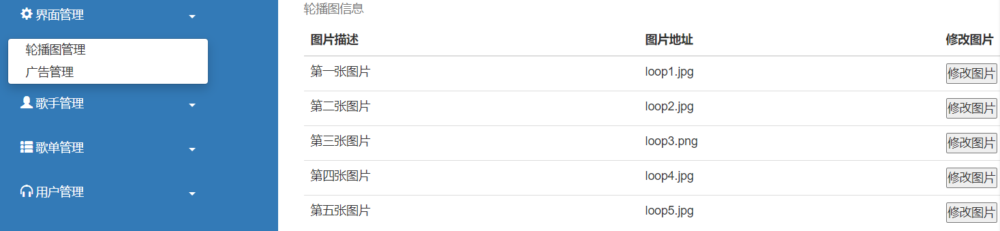 界面管理
轮播图管理
广告管理
歌手管理
歌单管理
用户管理
轮播图信息
图片描述 图片地址 修改图片
第一张图片 loop1.jpg 修改图片
第二张图片 loop2.jpg 修改图片
第三张图片 loop3.png 修改图片
第四张图片 loop4.jpg 修改图片
第五张图片 loop5.jpg 修改图片